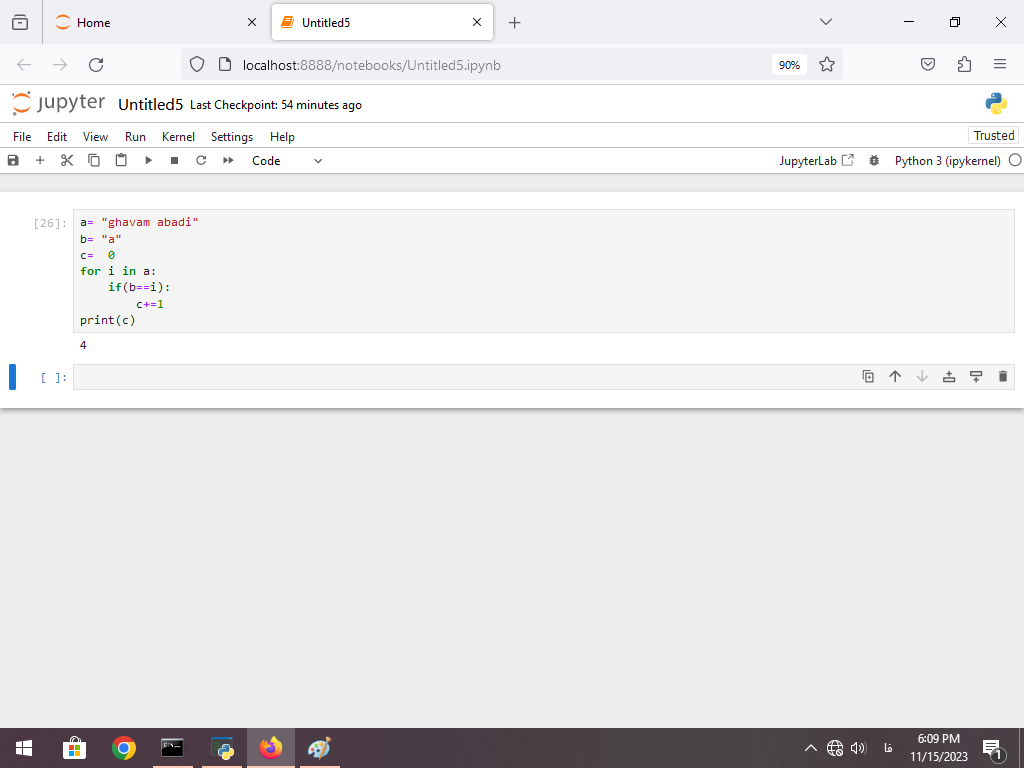 Home
Untitled5
localhost:8888/notebooks/Untitled5.ipynb
90%
jupyter Untitled5 Last Checkpoint: 54 minutes ago
File Edit View Run Kernel Settings Help
Trusted
Code
JupyterLab
Python 3 (ipykernel)
[26]:
a= "ghavam abadi"
b= "a"
c=  0
for i in a:
    if(b==i):
        c+=1
print(c)
4
[ ]:
فا
6:09 PM
11/15/2023
1